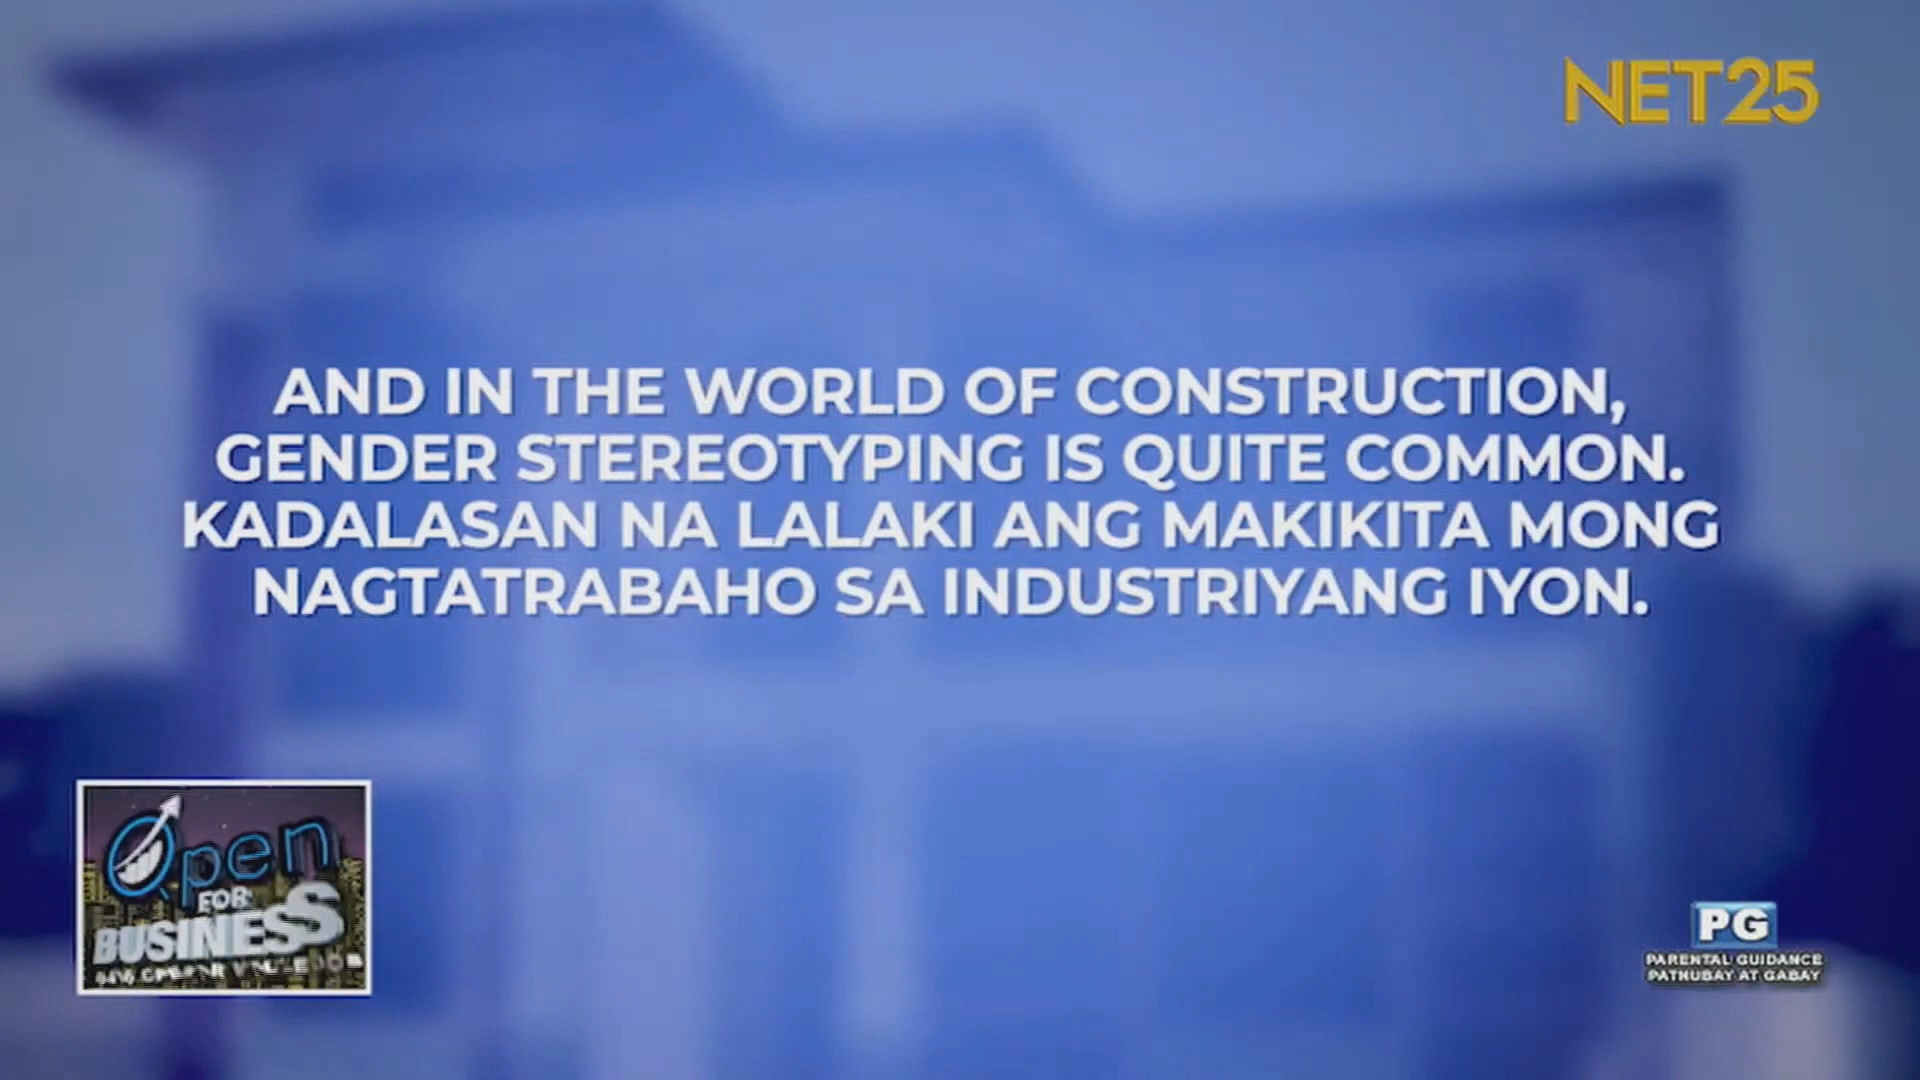 NET25
AND IN THE WORLD OF CONSTRUCTION,
GENDER STEREOTYPING IS QUITE COMMON.
KADALASAN NA LALAKI ANG MAKIKITA MONG
NAGTATRABAHO SA INDUSTRIYANG IYON.
Open
FOR
BUSINESS
PG
PARENTAL GUIDANCE
PATNUBAY AT GABAY